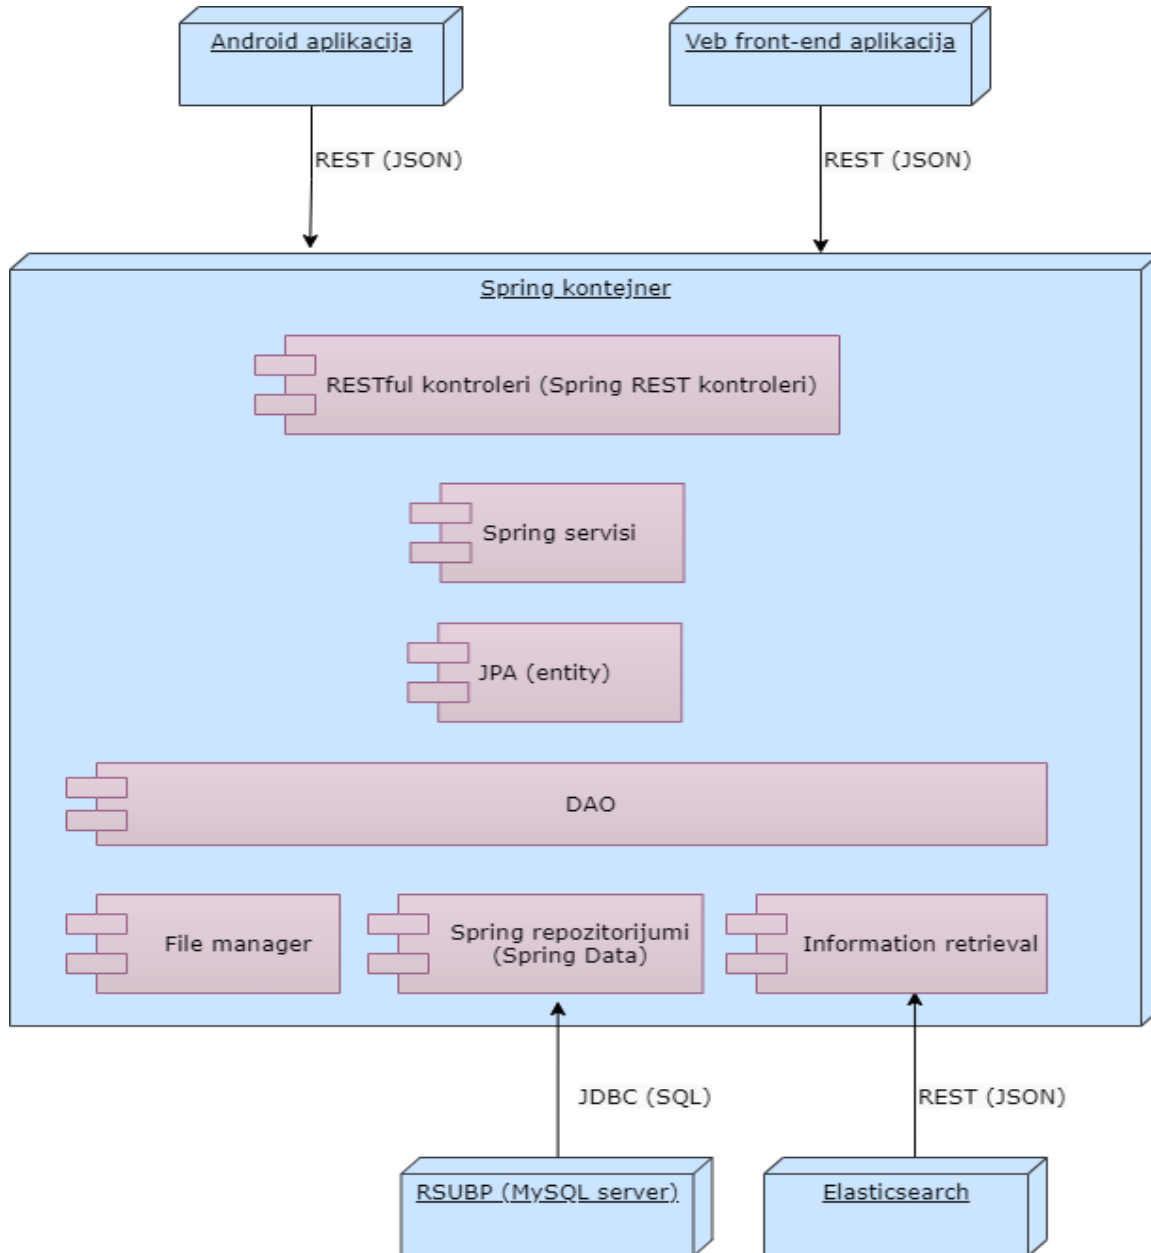 Android aplikacija
Veb front-end aplikacija
REST (JSON)
REST (JSON)
Spring kontejner
RESTful kontroleri (Spring REST kontroleri)
Spring servisi
JPA (entity)
DAO
File manager
Spring repozitorijumi
(Spring Data)
Information retrieval
JDBC (SQL)
REST (JSON)
RSUBP (MySQL server)
Elasticsearch